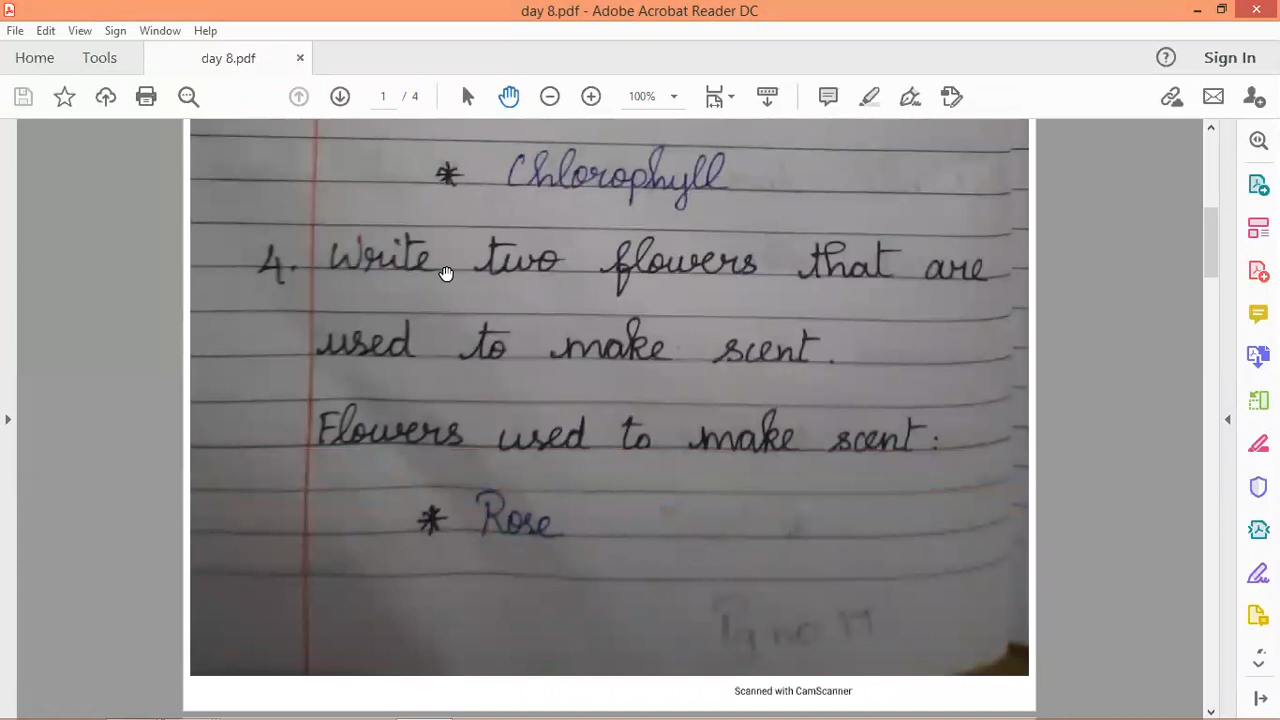 day 8.pdf - Adobe Acrobat Reader DC
File Edit View Sign Window Help
Home Tools day 8.pdf × Sign In
1 / 4 100%
* Chlorophyll
4. Write two flowers that are
used to make scent.
Flowers used to make scent:
* Rose
Scanned with CamScanner